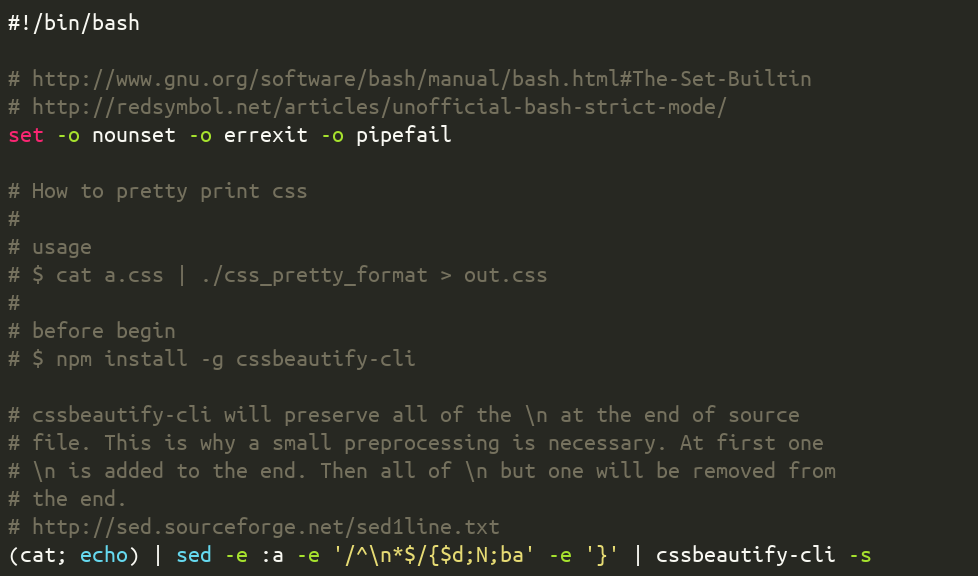 #!/bin/bash

# http://www.gnu.org/software/bash/manual/bash.html#The-Set-Builtin
# http://redsymbol.net/articles/unofficial-bash-strict-mode/
set -o nounset -o errexit -o pipefail

# How to pretty print css
#
# usage
# $ cat a.css | ./css_pretty_format > out.css
#
# before begin
# $ npm install -g cssbeautify-cli

# cssbeautify-cli will preserve all of the \n at the end of source
# file. This is why a small preprocessing is necessary. At first one
# \n is added to the end. Then all of \n but one will be removed from
# the end.
# http://sed.sourceforge.net/sed1line.txt
(cat; echo) | sed -e :a -e '/^\n*$/{$d;N;ba' -e '}' | cssbeautify-cli -s